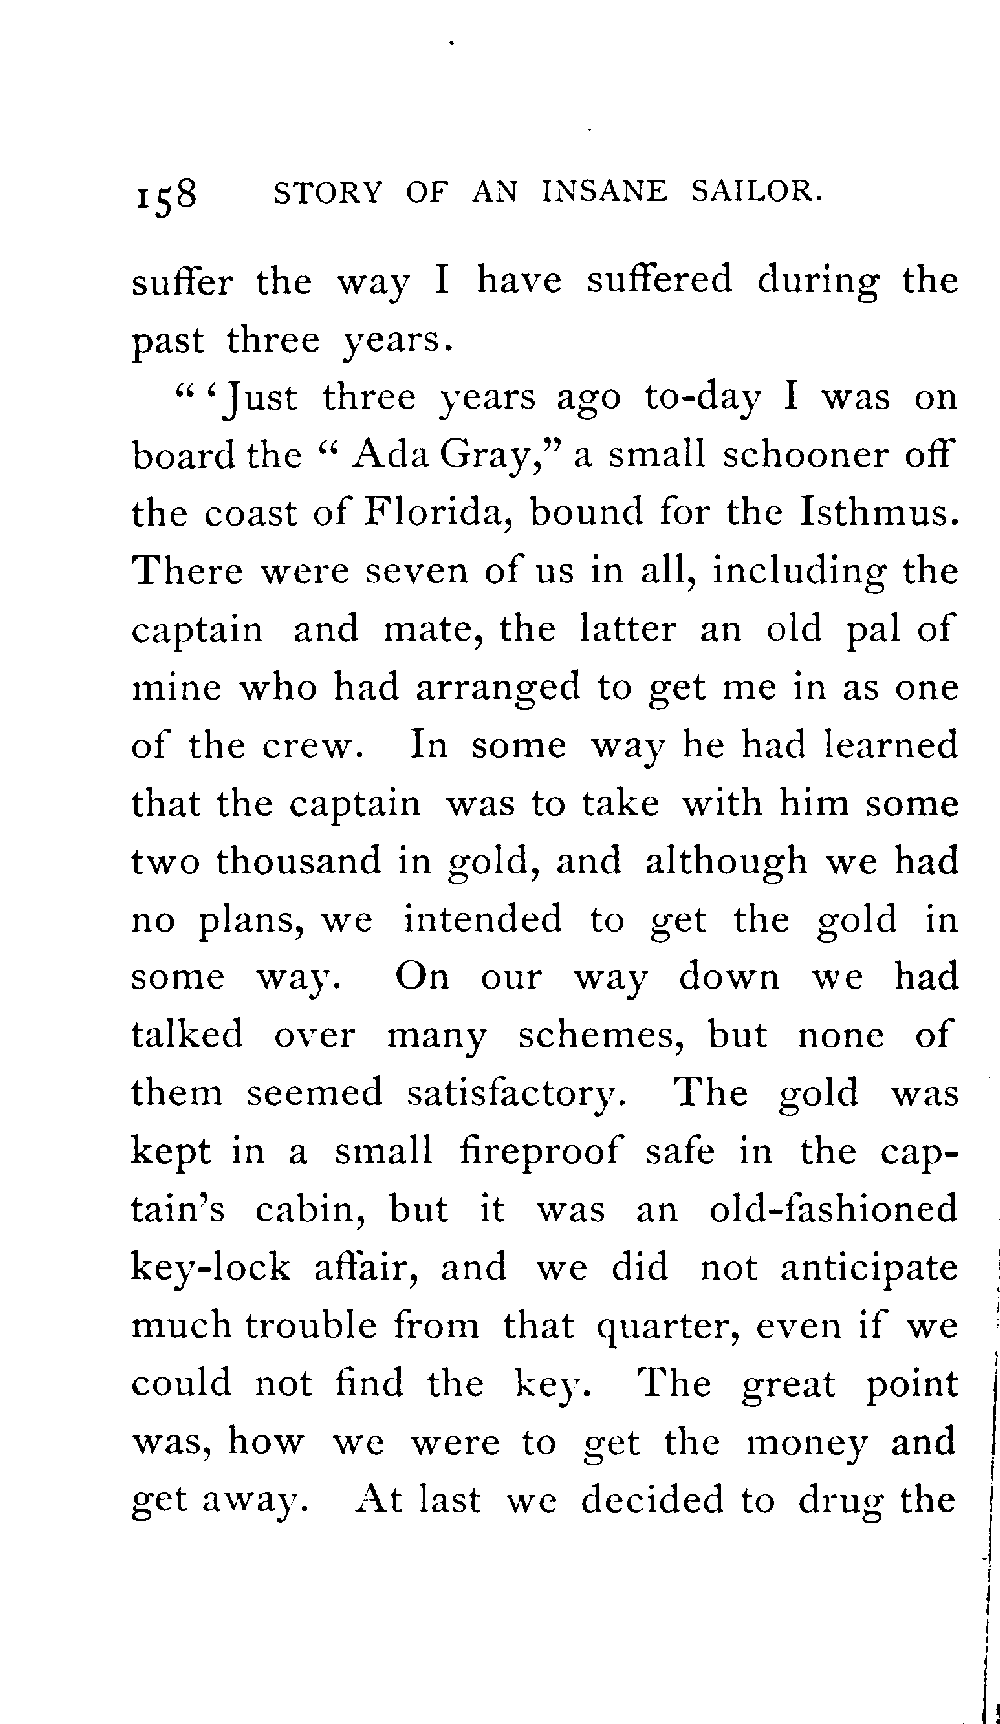 158 STORY OF AN INSANE SAILOR.
suffer the way I have suffered during the
past three years.
“ ‘Just three years ago to-day I was on
board the “ Ada Gray,” a small schooner off
the coast of Florida, bound for the Isthmus.
There were seven of us in all, including the
captain and mate, the latter an old pal of
mine who had arranged to get me in as one
of the crew. In some way he had learned
that the captain was to take with him some
two thousand in gold, and although we had
no plans, we intended to get the gold in
some way. On our way down we had
talked over many schemes, but none of
them seemed satisfactory. The gold was
kept in a small fireproof safe in the cap-
tain's cabin, but it was an old-fashioned
key-lock affair, and we did not anticipate
much trouble from that quarter, even if we
could not find the key. The great point
was, how we were to get the money and
get away. At last we decided to drug the